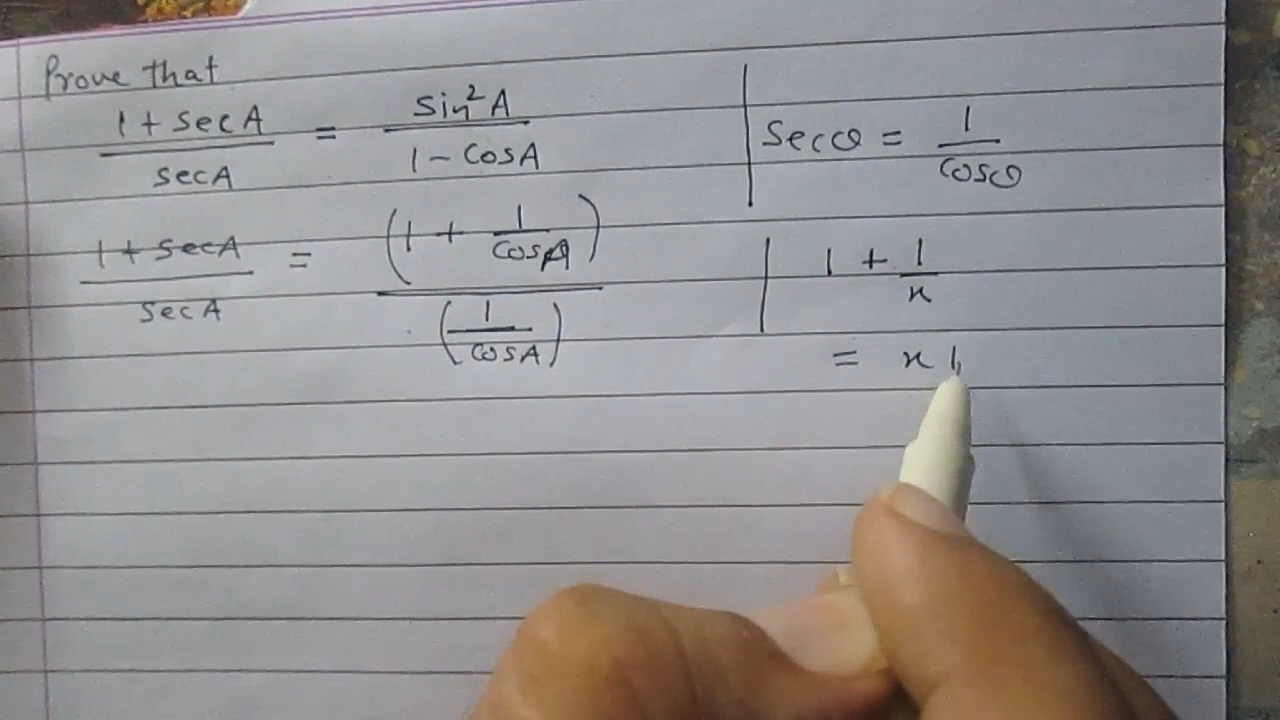 Prove that
(1 + secA)/(secA) = (sin²A)/(1 - cosA)
secθ = 1/(cosθ)
(1 + secA)/(secA) = (1 + 1/(cosA))/(1/(cosA))
1 + 1/x
= x 1